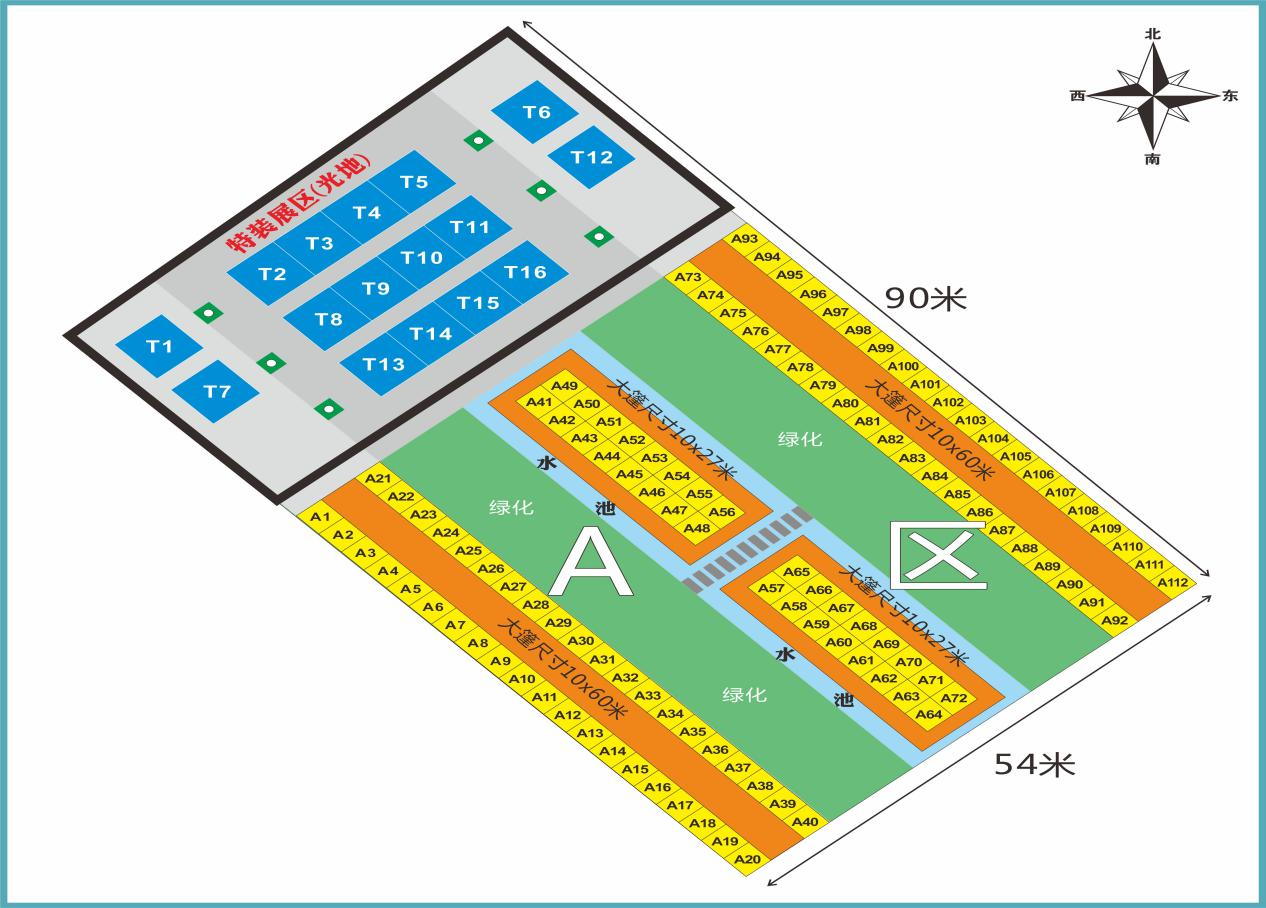 北
西
东
南
特装展区(光地)
T6
T12
T5
T4
T3
T2
T11
T10
T9
T8
T16
T15
T14
T13
T1
T7
90米
54米
A93
A94
A95
A96
A97
A98
A99
A100
A101
A102
A103
A104
A105
A106
A107
A108
A109
A110
A111
A112
大篷尺寸10x60米
A73
A74
A75
A76
A77
A78
A79
A80
A81
A82
A83
A84
A85
A86
A87
A88
A89
A90
A91
A92
绿化
大篷尺寸10x27米
A49
A50
A51
A52
A53
A54
A55
A56
A41
A42
A43
A44
A45
A46
A47
A48
水
池
绿化
A
区
大篷尺寸10x27米
A65
A66
A67
A68
A69
A70
A71
A72
A57
A58
A59
A60
A61
A62
A63
A64
水
池
绿化
A21
A22
A23
A24
A25
A26
A27
A28
A29
A30
A31
A32
A33
A34
A35
A36
A37
A38
A39
A40
大篷尺寸10x60米
A1
A2
A3
A4
A5
A6
A7
A8
A9
A10
A11
A12
A13
A14
A15
A16
A17
A18
A19
A20